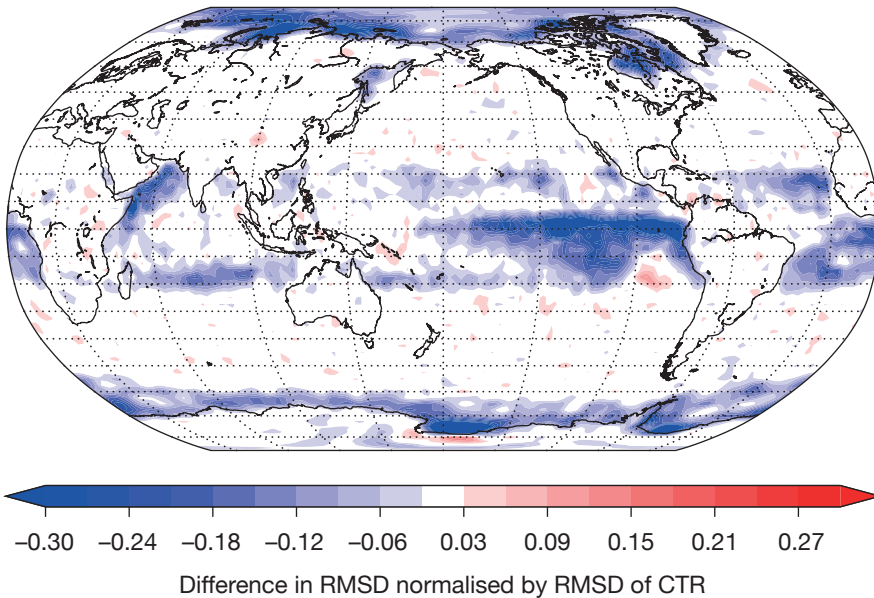 −0.30 −0.24 −0.18 −0.12 −0.06 0.03 0.09 0.15 0.21 0.27
Difference in RMSD normalised by RMSD of CTR